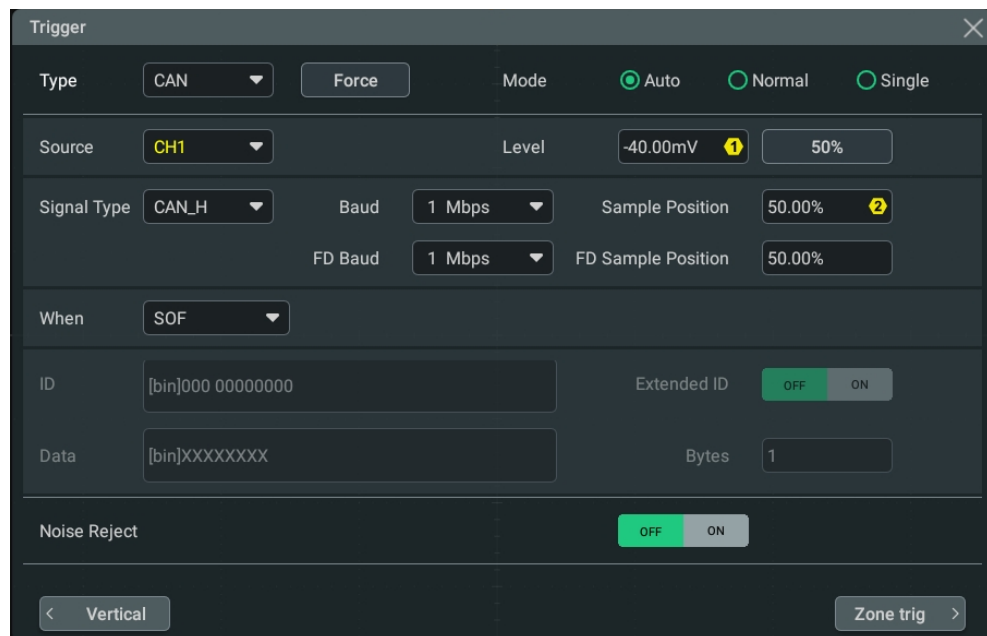 Trigger
Type CAN Force Mode Auto Normal Single
Source CH1 Level -40.00mV 1 50%
Signal Type CAN_H Baud 1 Mbps Sample Position 50.00% 2
FD Baud 1 Mbps FD Sample Position 50.00%
When SOF
ID [bin]000 00000000 Extended ID OFF ON
Data [bin]XXXXXXXX Bytes 1
Noise Reject OFF ON
< Vertical Zone trig >